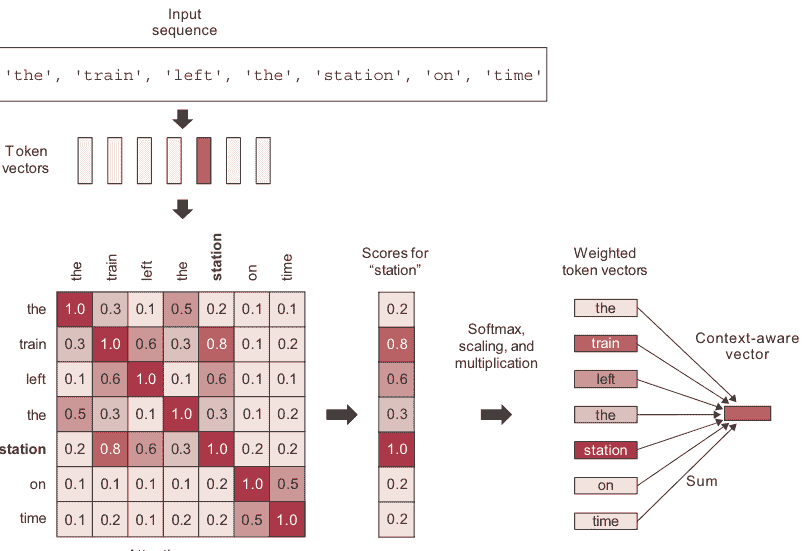 Input
sequence
'the', 'train', 'left', 'the', 'station', 'on', 'time'
Token
vectors
the train left the station on time
the 1.0 0.3 0.1 0.5 0.2 0.1 0.1
train 0.3 1.0 0.6 0.3 0.8 0.1 0.2
left 0.1 0.6 1.0 0.1 0.6 0.1 0.1
the 0.5 0.3 0.1 1.0 0.3 0.1 0.2
station 0.2 0.8 0.6 0.3 1.0 0.2 0.2
on 0.1 0.1 0.1 0.1 0.2 1.0 0.5
time 0.1 0.2 0.1 0.2 0.2 0.5 1.0
Scores for
“station”
0.2
0.8
0.6
0.3
1.0
0.2
0.2
Softmax,
scaling, and
multiplication
Weighted
token vectors
the
train
left
the
station
on
time
Sum
Context-aware
vector